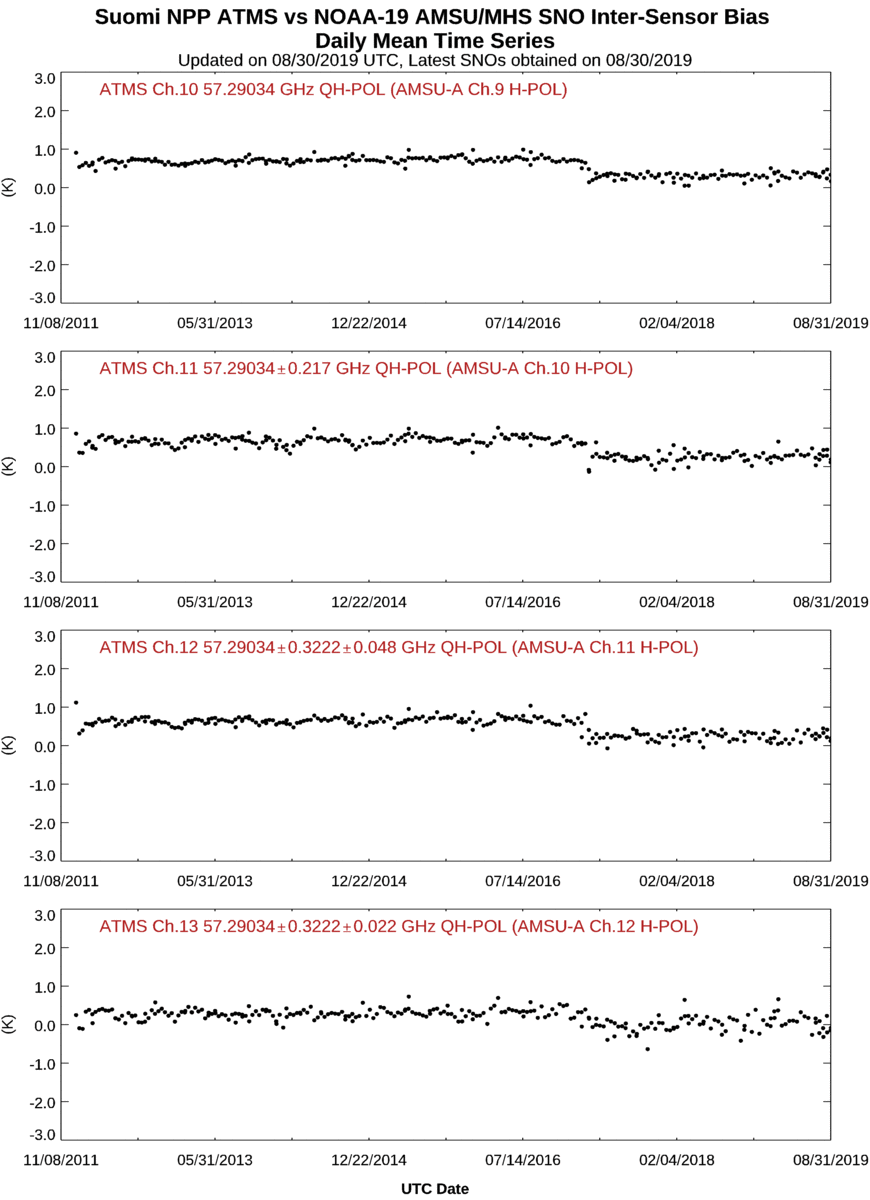 Suomi NPP ATMS vs NOAA-19 AMSU/MHS SNO Inter-Sensor Bias
Daily Mean Time Series
Updated on 08/30/2019 UTC, Latest SNOs obtained on 08/30/2019
ATMS Ch.10 57.29034 GHz QH-POL (AMSU-A Ch.9 H-POL)
3.0
2.0
1.0
0.0
-1.0
-2.0
-3.0
(K)
11/08/2011 05/31/2013 12/22/2014 07/14/2016 02/04/2018 08/31/2019
ATMS Ch.11 57.29034±0.217 GHz QH-POL (AMSU-A Ch.10 H-POL)
3.0
2.0
1.0
0.0
-1.0
-2.0
-3.0
(K)
11/08/2011 05/31/2013 12/22/2014 07/14/2016 02/04/2018 08/31/2019
ATMS Ch.12 57.29034±0.3222±0.048 GHz QH-POL (AMSU-A Ch.11 H-POL)
3.0
2.0
1.0
0.0
-1.0
-2.0
-3.0
(K)
11/08/2011 05/31/2013 12/22/2014 07/14/2016 02/04/2018 08/31/2019
ATMS Ch.13 57.29034±0.3222±0.022 GHz QH-POL (AMSU-A Ch.12 H-POL)
3.0
2.0
1.0
0.0
-1.0
-2.0
-3.0
(K)
11/08/2011 05/31/2013 12/22/2014 07/14/2016 02/04/2018 08/31/2019
UTC Date